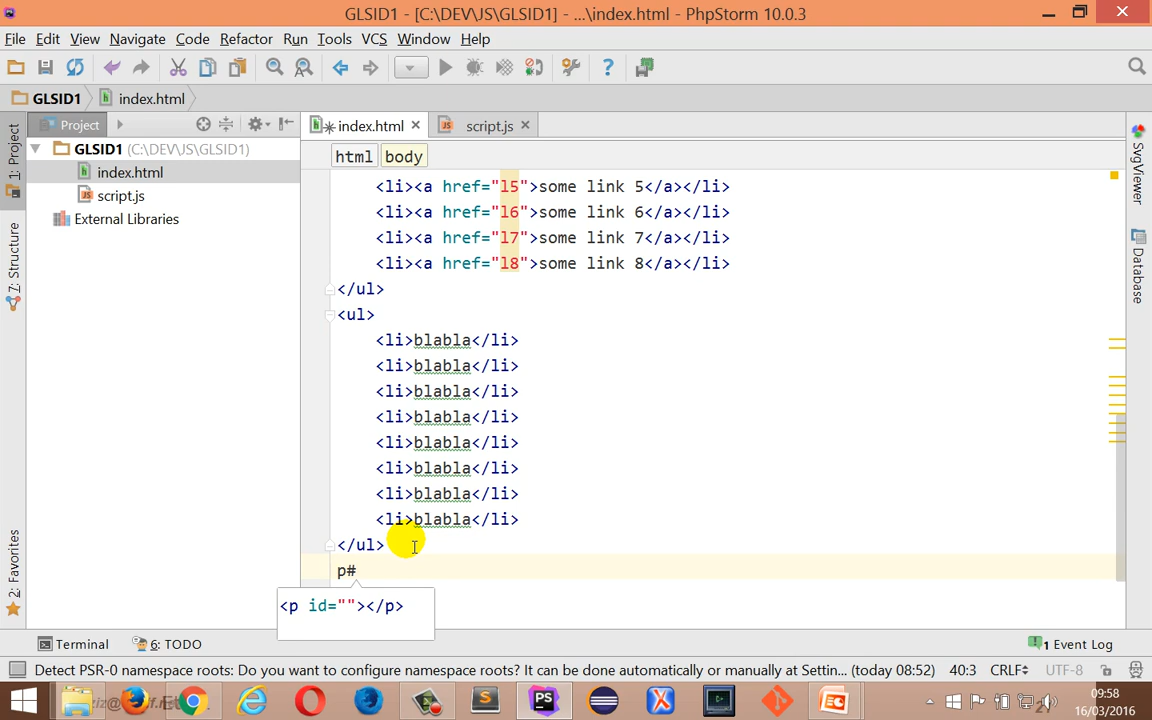 GLSID1 - [C:\DEV\JS\GLSID1] - ...\index.html - PhpStorm 10.0.3
File Edit View Navigate Code Refactor Run Tools VCS Window Help
GLSID1 index.html
1: Project
Project
index.html
script.js
SvgViewer
GLSID1 (C:\DEV\JS\GLSID1)
html body
index.html
script.js
External Libraries
<li><a href="l5">some link 5</a></li>
<li><a href="l6">some link 6</a></li>
<li><a href="l7">some link 7</a></li>
<li><a href="l8">some link 8</a></li>
</ul>
<ul>
<li>blabla</li>
<li>blabla</li>
<li>blabla</li>
<li>blabla</li>
<li>blabla</li>
<li>blabla</li>
<li>blabla</li>
<li>blabla</li>
</ul>
p#
<p id=""></p>
7: Structure
2: Favorites
Database
Terminal
6: TODO
1 Event Log
Detect PSR-0 namespace roots: Do you want to configure namespace roots? It can be done automatically or manually at Settin... (today 08:52)
40:3 CRLF UTF-8
09:58
16/03/2016